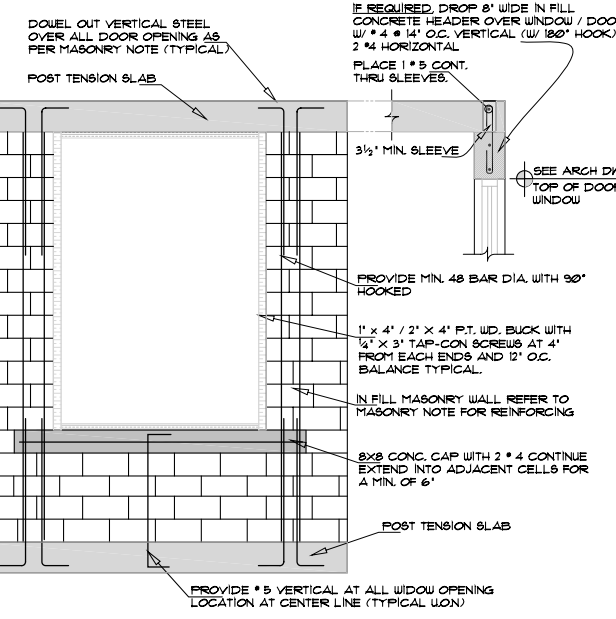 DOWEL OUT VERTICAL STEEL
OVER ALL DOOR OPENING AS
PER MASONRY NOTE (TYPICAL)
POST TENSION SLAB
IF REQUIRED, DROP 8" WIDE IN FILL
CONCRETE HEADER OVER WINDOW / DOO
W/ # 4 @ 14" O.C. VERTICAL (W/ 180° HOOK)
2 #4 HORIZONTAL
PLACE 1 # 5 CONT.
THRU SLEEVES.
3½" MIN. SLEEVE
SEE ARCH DW
TOP OF DOOR
WINDOW
PROVIDE MIN. 48 BAR DIA. WITH 90°
HOOKED
1" x 4" / 2" X 4" P.T. WD. BUCK WITH
¼" X 3" TAP-CON SCREWS AT 4"
FROM EACH ENDS AND 12" O.C.
BALANCE TYPICAL.
IN FILL MASONRY WALL REFER TO
MASONRY NOTE FOR REINFORCING
8X8 CONC. CAP WITH 2 # 4 CONTINUE
EXTEND INTO ADJACENT CELLS FOR
A MIN. OF 6"
POST TENSION SLAB
PROVIDE # 5 VERTICAL AT ALL WIDOW OPENING
LOCATION AT CENTER LINE (TYPICAL U.O.N)